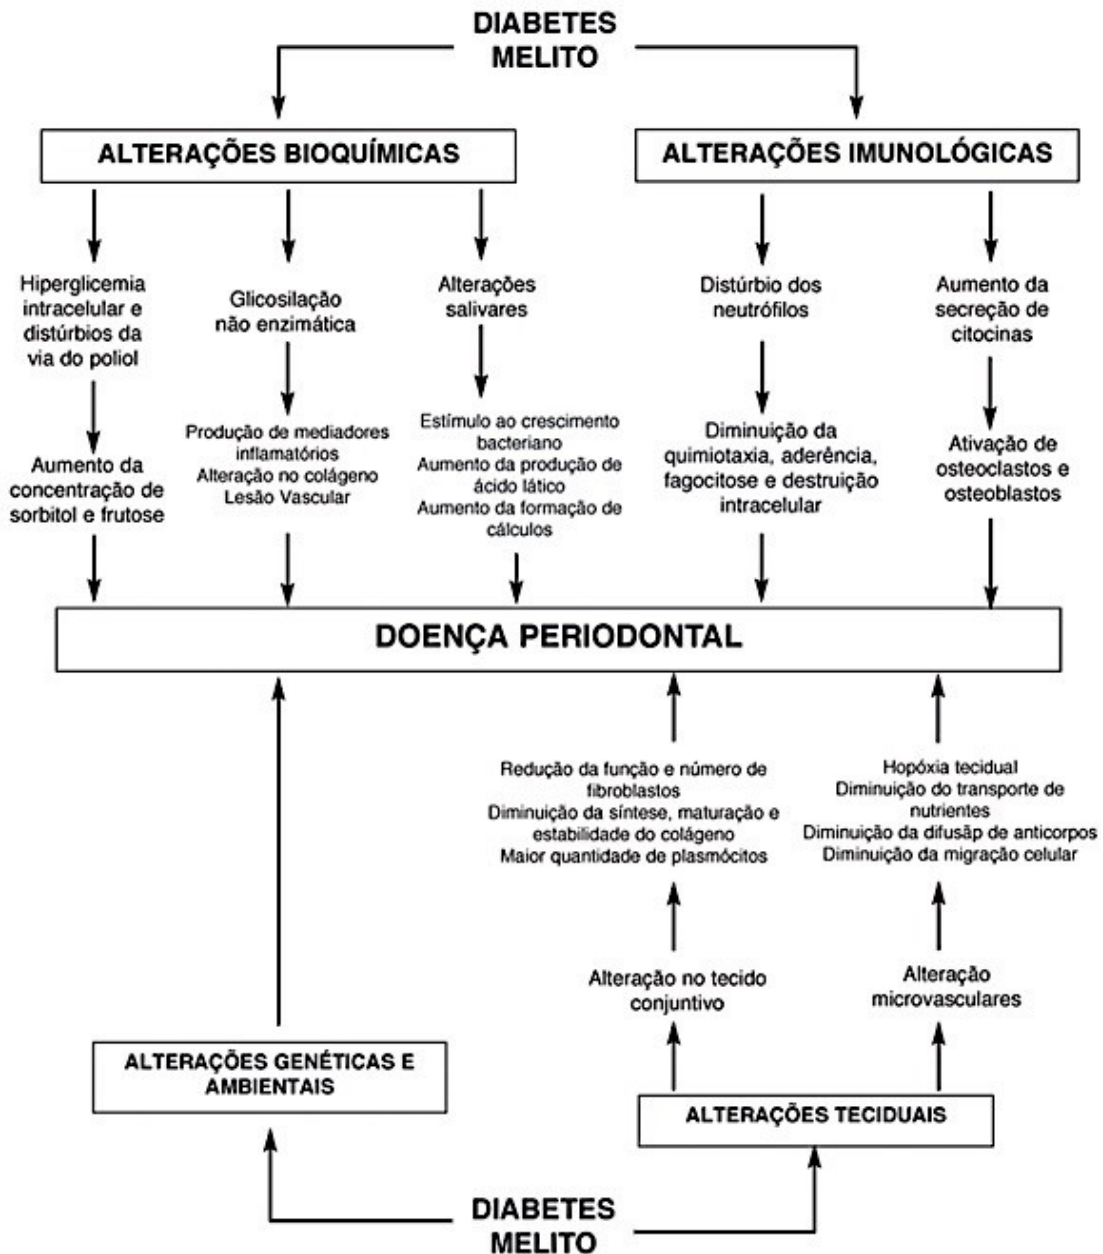 DIABETES
MELITO
ALTERAÇÕES BIOQUÍMICAS
ALTERAÇÕES IMUNOLÓGICAS
Hiperglicemia
intracelular e
distúrbios da
via do poliol
Glicosilação
não enzimática
Alterações
salivares
Distúrbio dos
neutrófilos
Aumento da
secreção de
citocinas
Aumento da
concentração de
sorbitol e frutose
Produção de mediadores
inflamatórios
Alteração no colágeno
Lesão Vascular
Estímulo ao crescimento
bacteriano
Aumento da produção de
ácido lático
Aumento da formação de
cálculos
Diminuição da
quimiotaxia, aderência,
fagocitose e destruição
intracelular
Ativação de
osteoclastos e
osteoblastos
DOENÇA PERIODONTAL
Redução da função e número de
fibroblastos
Diminuição da síntese, maturação e
estabilidade do colágeno
Maior quantidade de plasmócitos
Hopóxia tecidual
Diminuição do transporte de
nutrientes
Diminuição da difusãp de anticorpos
Diminuição da migração celular
Alteração no tecido
conjuntivo
Alteração
microvasculares
ALTERAÇÕES GENÉTICAS E
AMBIENTAIS
ALTERAÇÕES TECIDUAIS
DIABETES
MELITO